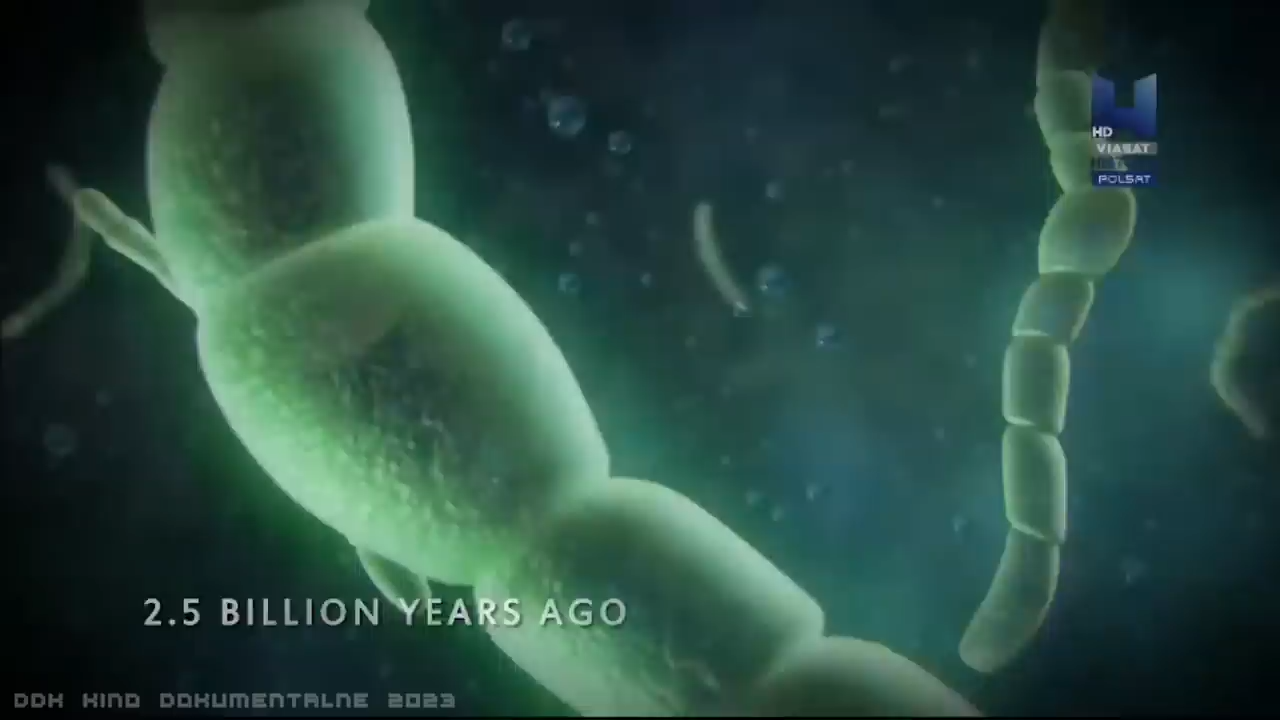 HD
VIASAT
POLSAT
2.5 BILLION YEARS AGO
DDK KINO DOKUMENTALNE 2023